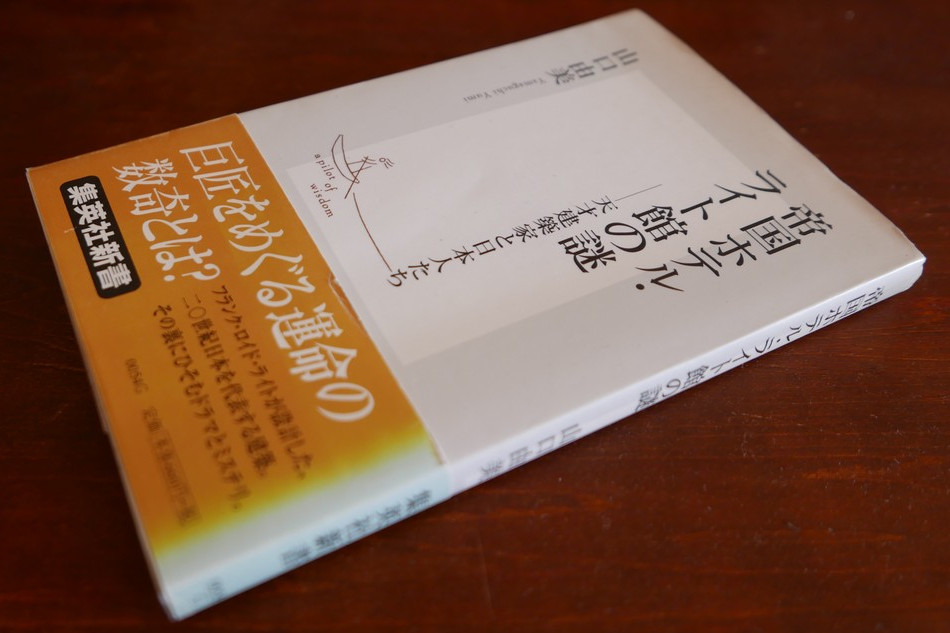 帝国ホテル・
ライト館の謎
―天才建築家と日本人たち
山口由美
Yamaguchi Yumi
a pilot of
wisdom
巨匠をめぐる運命の
数奇とは?
フランク・ロイド・ライトが設計した。
二〇世紀日本を代表する建築、
その裏にひそむドラマとミステリ。
集英社新書
帝国ホテル・ライト館の謎
山口由美
集英社新書